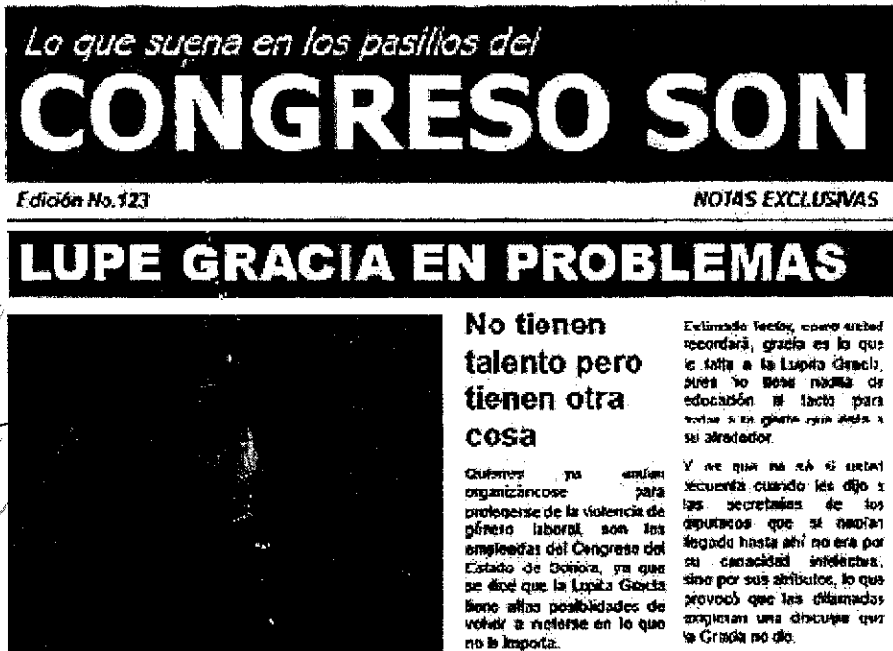 Lo que suena en los pasillos del
CONGRESO SON
Edición No.123
NOTAS EXCLUSIVAS
LUPE GRACIA EN PROBLEMAS
No tienen
talento pero
tienen otra
cosa
Quienes ya andan
organizáncose para
protegerse de la violencia de
género laboral, son las
empleadas del Congreso del
Estado de Sonora, ya que
se dice que la Lupita Gracia
tiene altas posibilidades de
volver a meterse en lo que
no le importa.
Estimado lector, como usted
recordará, gracia es lo que
le falta a la Lupita Gracia,
pues no tiene nadita de
educación ni tacto para
tratar a la gente que está a
su alrededor.
Y es que no sé si usted
recuerda cuando les dijo a
las secretarias de los
diputados que si habían
llegado hasta ahí no era por
su capacidad intelectual,
sino por sus atributos, lo que
provocó que las difamadas
exigieran una disculpa que
la Gracia no dio.